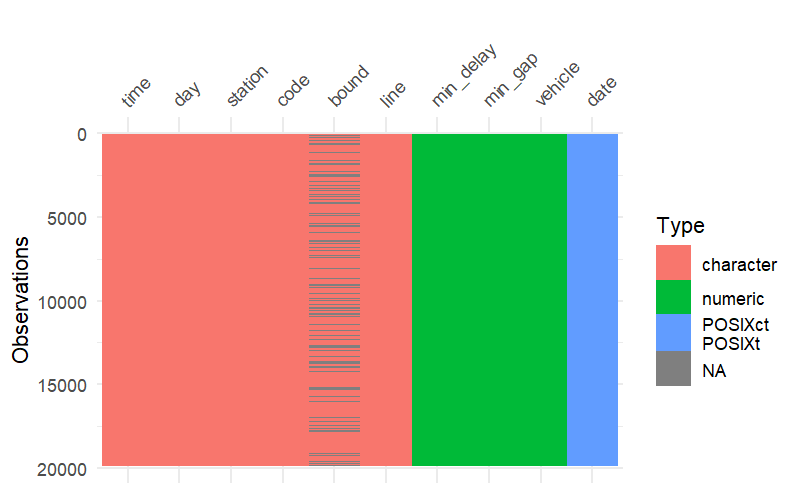 time
day
station
code
bound
line
min_delay
min_gap
vehicle
date
0
5000
10000
15000
20000
Observations
Type
character
numeric
POSIXct
POSIXt
NA